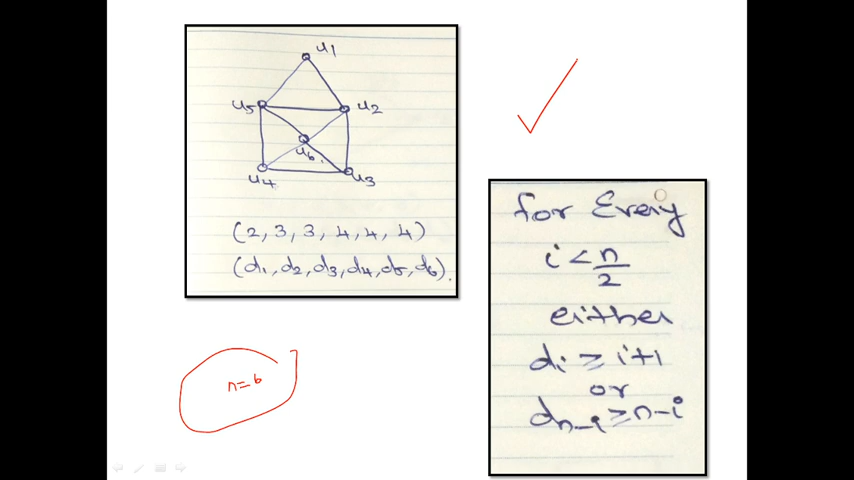 u1
u5
u2
u6.
u4
u3
(2, 3, 3, 4, 4, 4)
(d1, d2, d3, d4, d5, d6).
n=6
for Every
i < n/2
either
di ≥ i+1
or
dn-i ≥ n-i